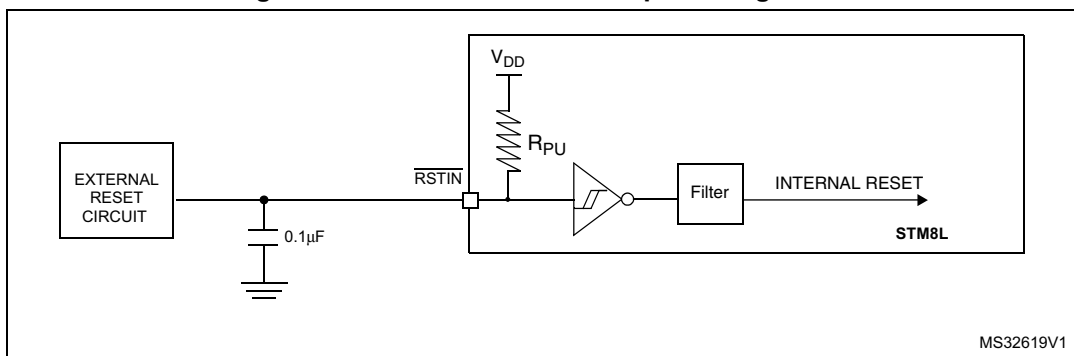 V_DD
R_PU
RSTIN
EXTERNAL
RESET
CIRCUIT
Filter
INTERNAL RESET
STM8L
0.1µF
MS32619V1